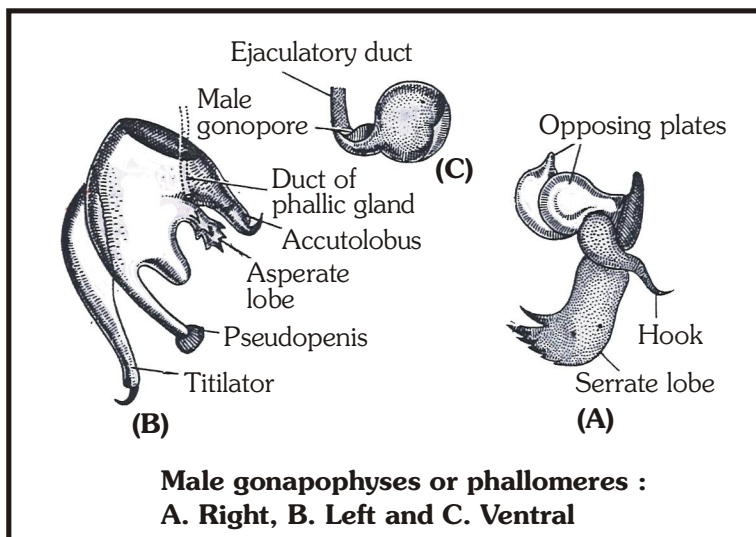 Ejaculatory duct
Male
gonopore
(C)
Duct of
phallic gland
Accutolobus
Asperate
lobe
Pseudopenis
Titilator
(B)
Opposing plates
Hook
Serrate lobe
(A)
Male gonapophyses or phallomeres :
A. Right, B. Left and C. Ventral